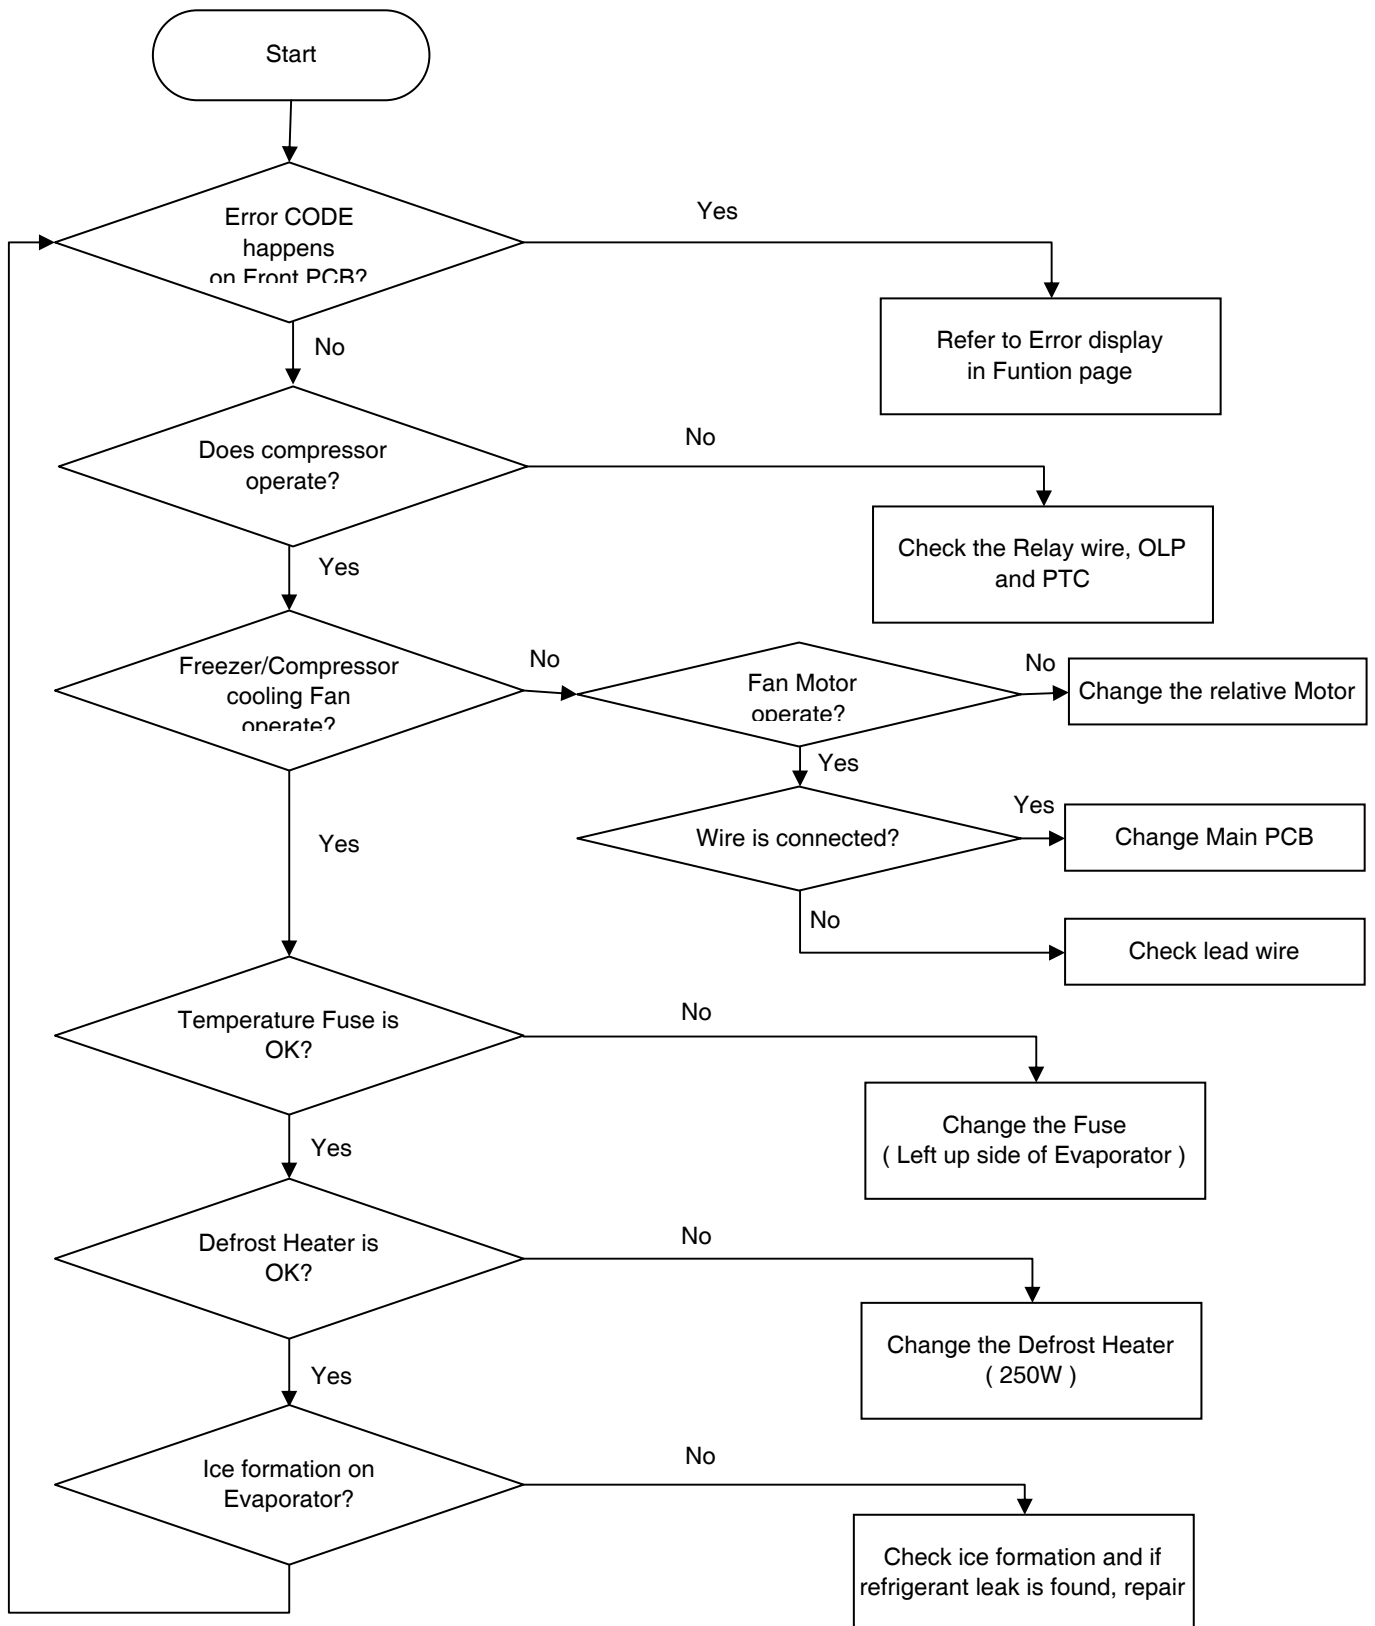 Start
Error CODE
happens
on Front PCB?
Yes
Refer to Error display
in Funtion page
No
Does compressor
operate?
No
Check the Relay wire, OLP
and PTC
Yes
Freezer/Compressor
cooling Fan
operate?
No
Fan Motor
operate?
No
Change the relative Motor
Yes
Wire is connected?
Yes
Change Main PCB
No
Check lead wire
Yes
Temperature Fuse is
OK?
No
Change the Fuse
( Left up side of Evaporator )
Yes
Defrost Heater is
OK?
No
Change the Defrost Heater
( 250W )
Yes
Ice formation on
Evaporator?
No
Check ice formation and if
refrigerant leak is found, repair